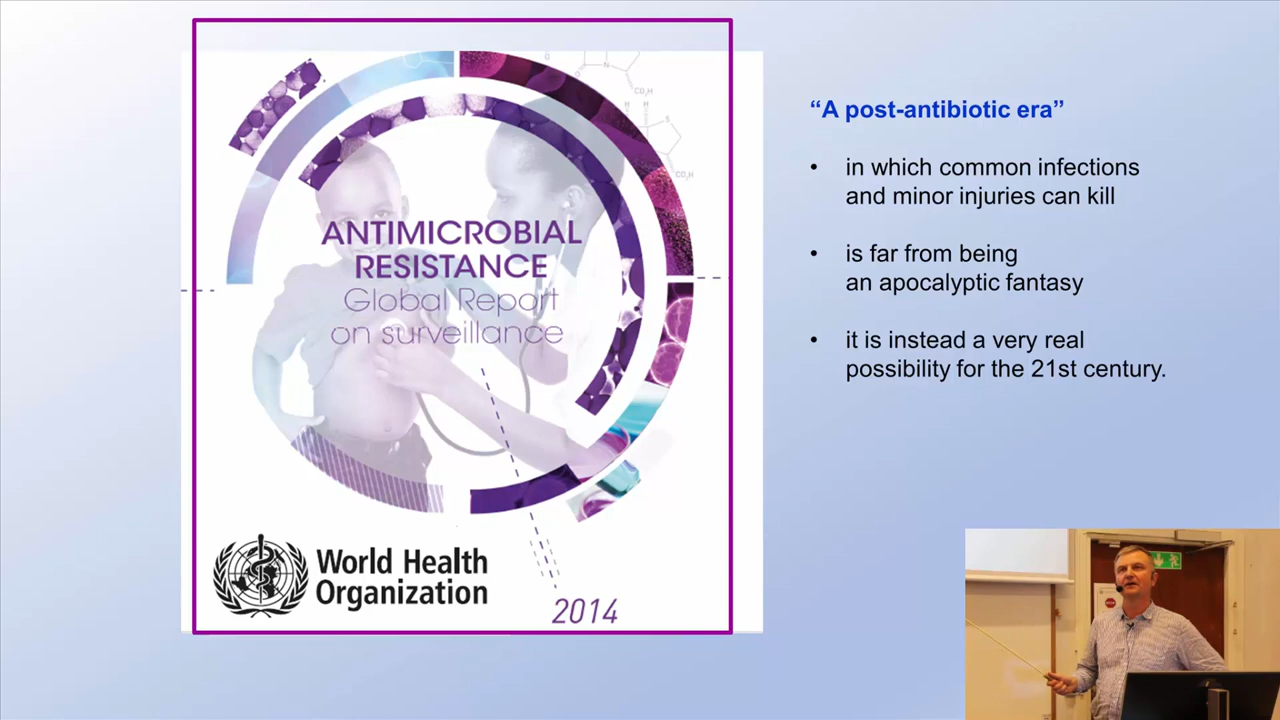 ANTIMICROBIAL
RESISTANCE
Global Report
on surveillance
World Health
Organization
2014
“A post-antibiotic era”
• in which common infections
and minor injuries can kill
• is far from being
an apocalyptic fantasy
• it is instead a very real
possibility for the 21st century.